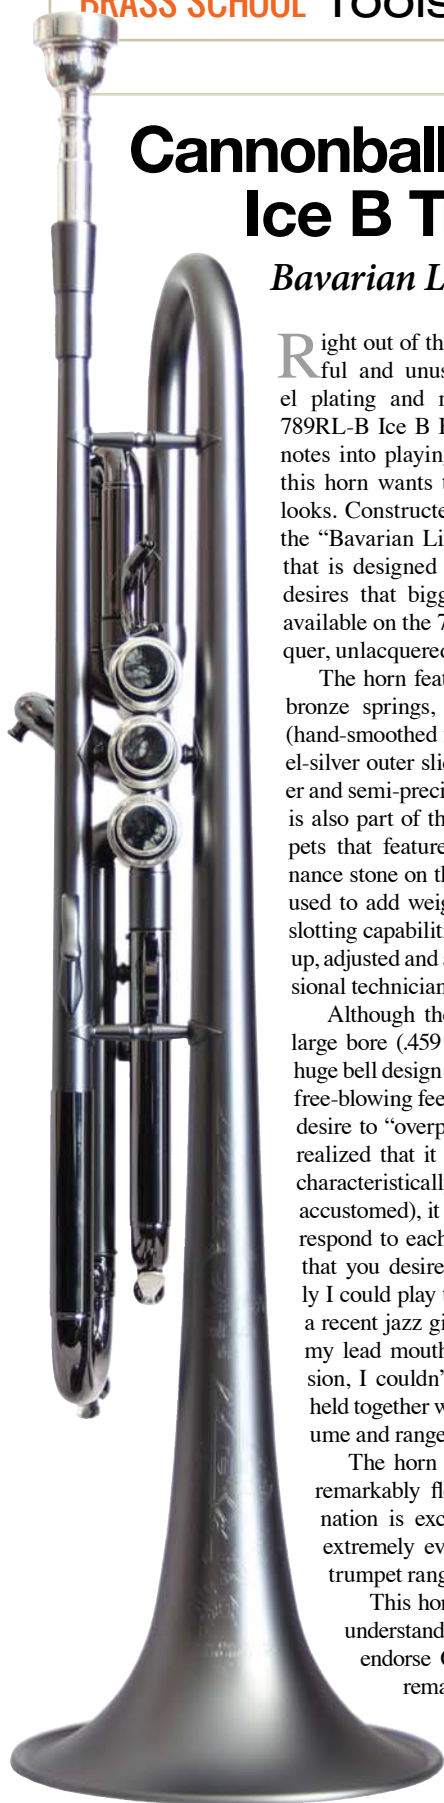 BRASS SCHOOL Tools
Cannonball
Ice B T
Bavarian L
Right out of th
ful and unus
el plating and
789RL-B Ice B
notes into playin
this horn wants
looks. Constructe
the “Bavarian Li
that is designed
desires that bigg
available on the 7
quer, unlacquered
The horn feat
bronze springs,
(hand-smoothed
el-silver outer slid
er and semi-preci
is also part of th
pets that feature
nance stone on th
used to add weig
slotting capabiliti
up, adjusted and
sional technician
Although the
large bore (.459
huge bell design
free-blowing fee
desire to “overp
realized that it
characteristicall
accustomed), it
respond to each
that you desire
ly I could play
a recent jazz gi
my lead mouth
sion, I couldn’
held together w
ume and range
The horn
remarkably fl
nation is exc
extremely ev
trumpet rang
This hor
understand
endorse C
rema